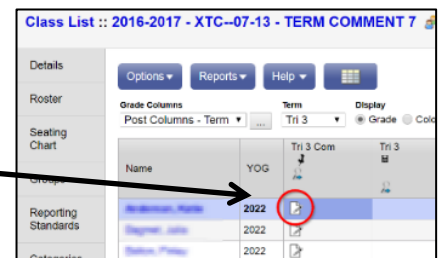 Class List :: 2016-2017 - XTC--07-13 - TERM COMMENT 7
Details
Roster
Seating
Chart
Groups
Reporting
Standards
Categories
Options Reports Help
Grade Columns Term Display
Post Columns - Term ... Tri 3 Grade
Name YOG Tri 3 Com Tri 3
2022
2022
2022